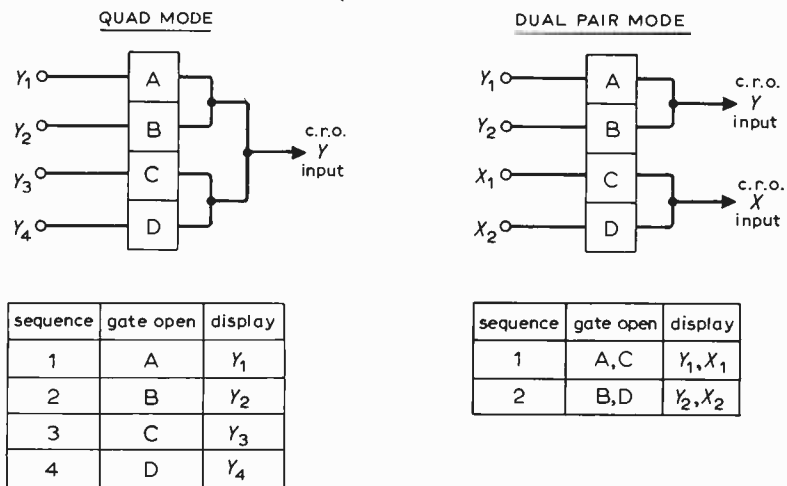 QUAD MODE
Y₁
Y₂
Y₃
Y₄
A
B
C
D
c.r.o.
Y
input
sequence gate open display
1 A Y₁
2 B Y₂
3 C Y₃
4 D Y₄
DUAL PAIR MODE
Y₁
Y₂
X₁
X₂
A
B
C
D
c.r.o.
Y
input
c.r.o.
X
input
sequence gate open display
1 A,C Y₁,X₁
2 B,D Y₂,X₂